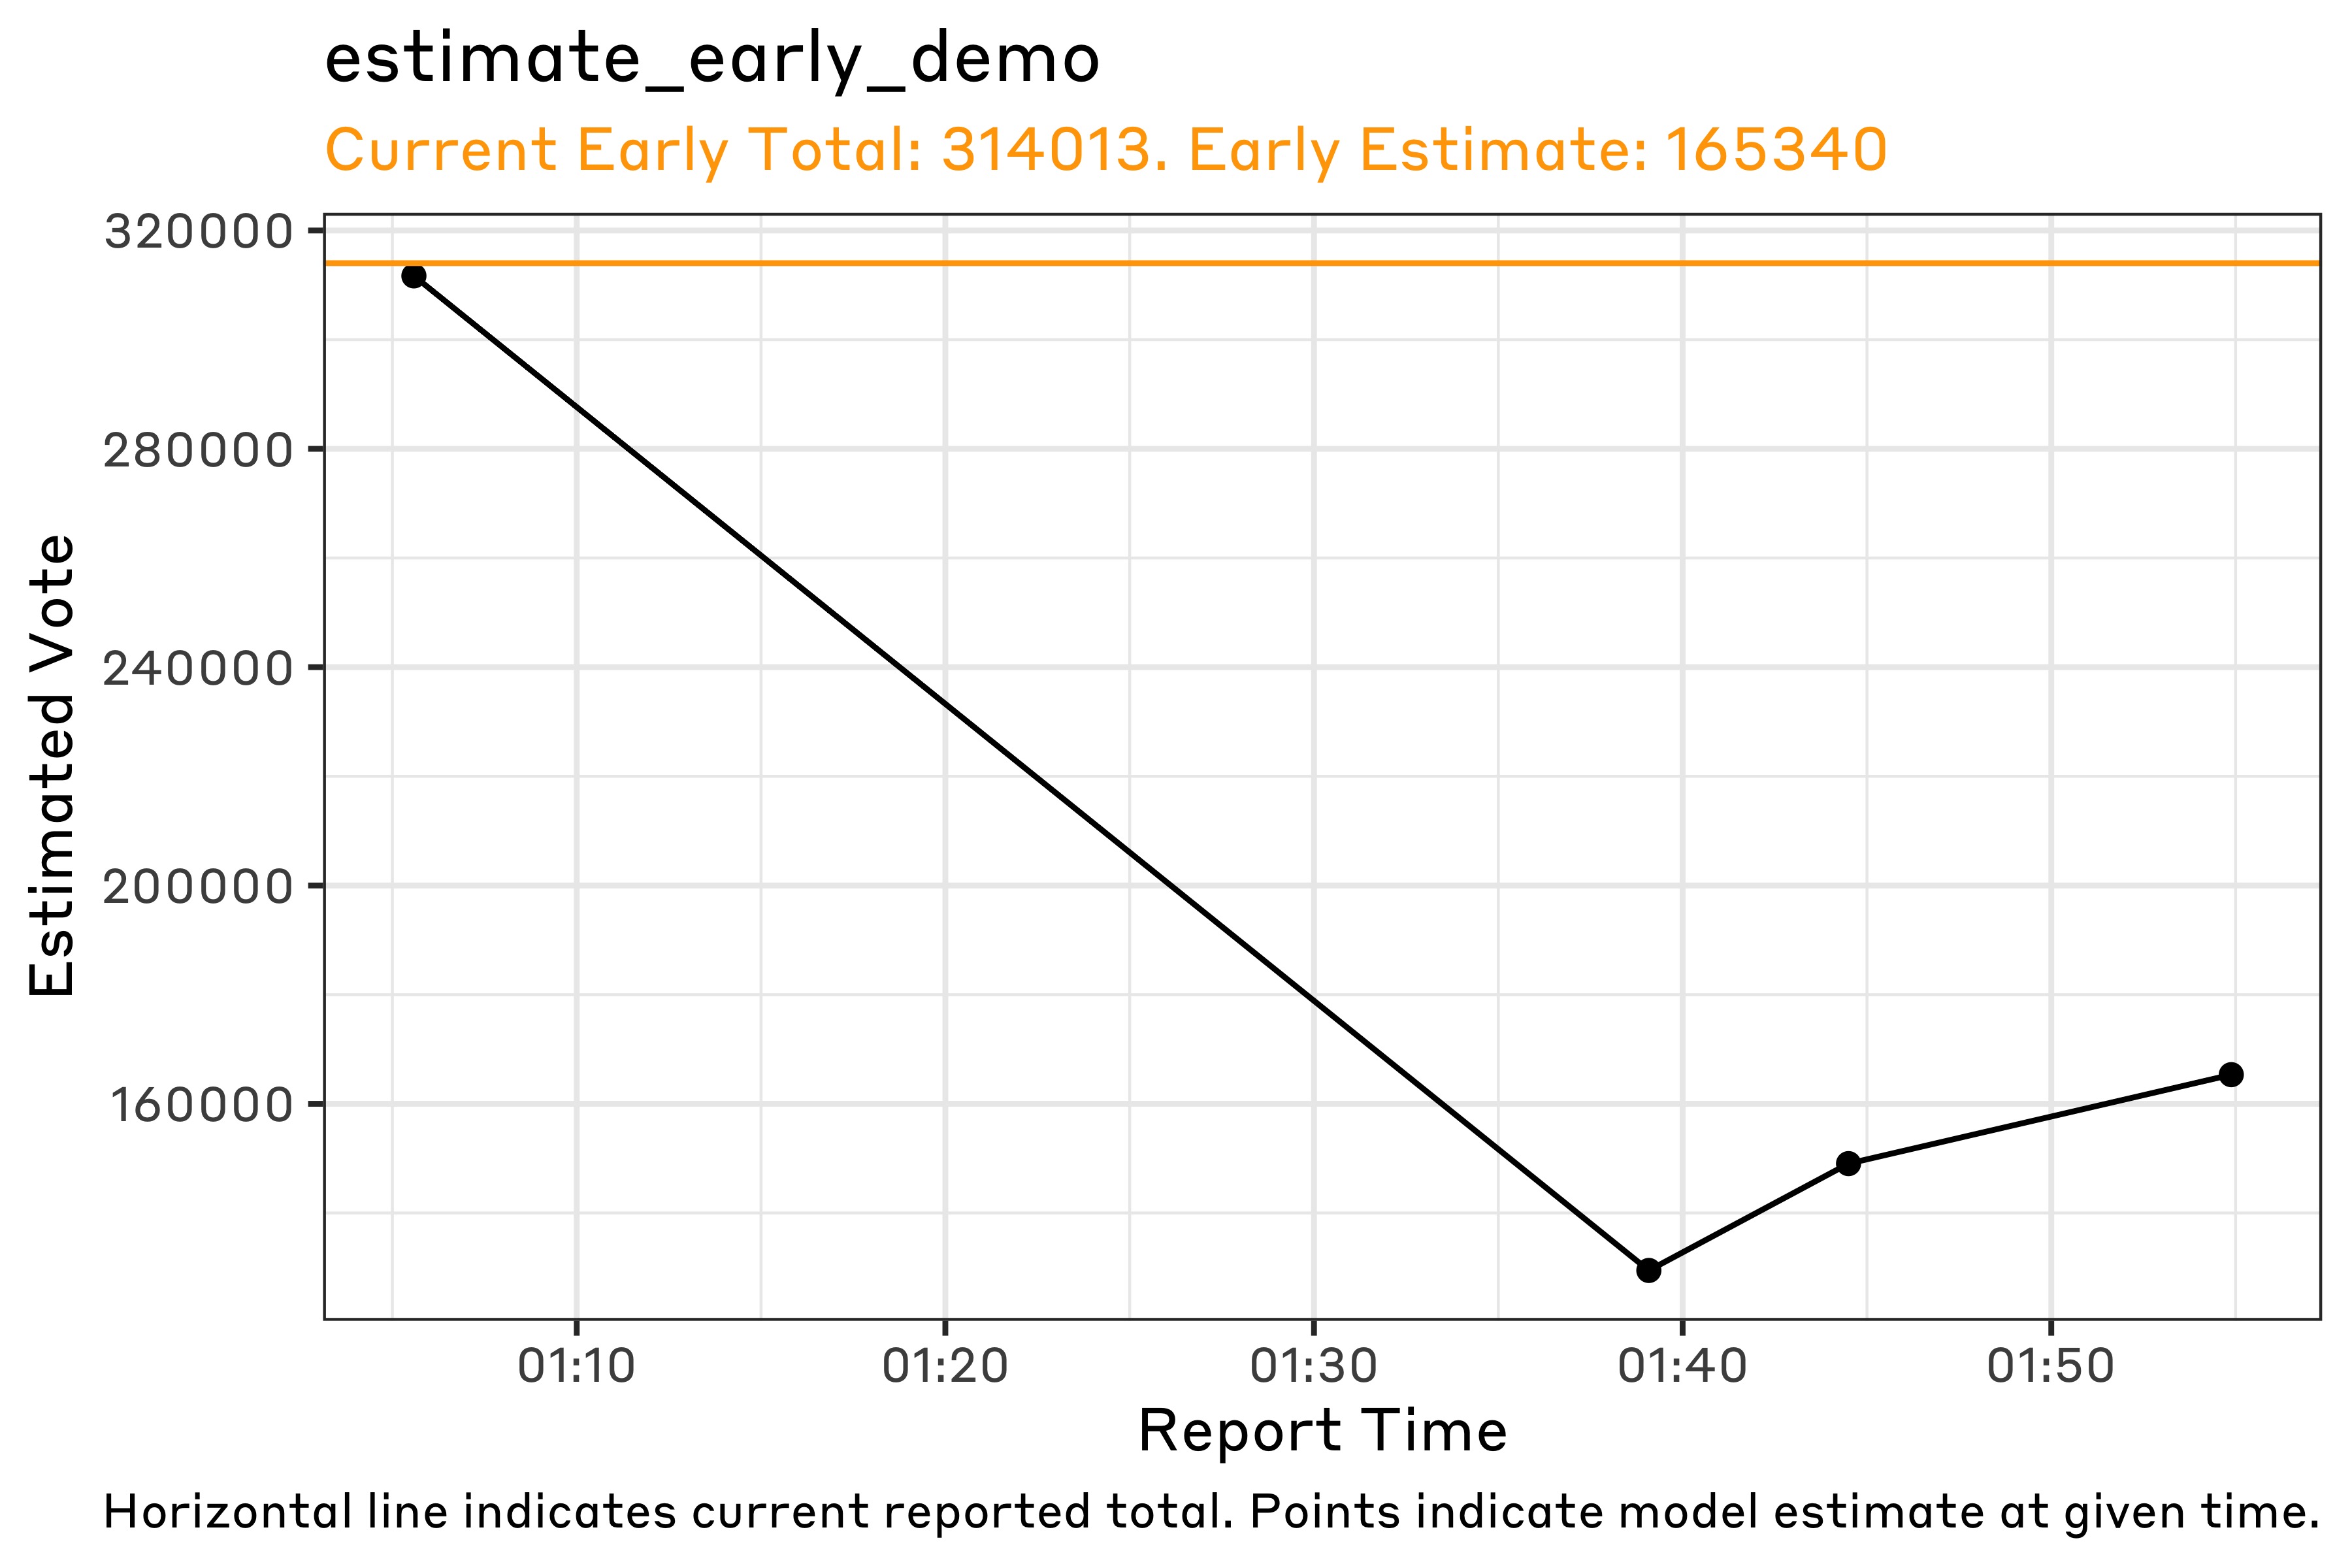 estimate_early_demo
Current Early Total: 314013. Early Estimate: 165340
Estimated Vote
320000
280000
240000
200000
160000
01:10 01:20 01:30 01:40 01:50
Report Time
Horizontal line indicates current reported total. Points indicate model estimate at given time.